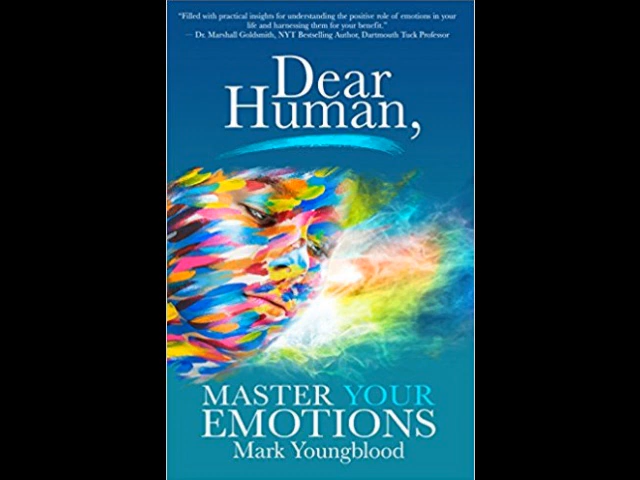 “Filled with practical insights for understanding the positive role of emotions in your
life and harnessing them for your benefit.”
— Dr. Marshall Goldsmith, NYT Bestselling Author, Dartmouth Tuck Professor
Dear
Human,
MASTER YOUR
EMOTIONS
Mark Youngblood